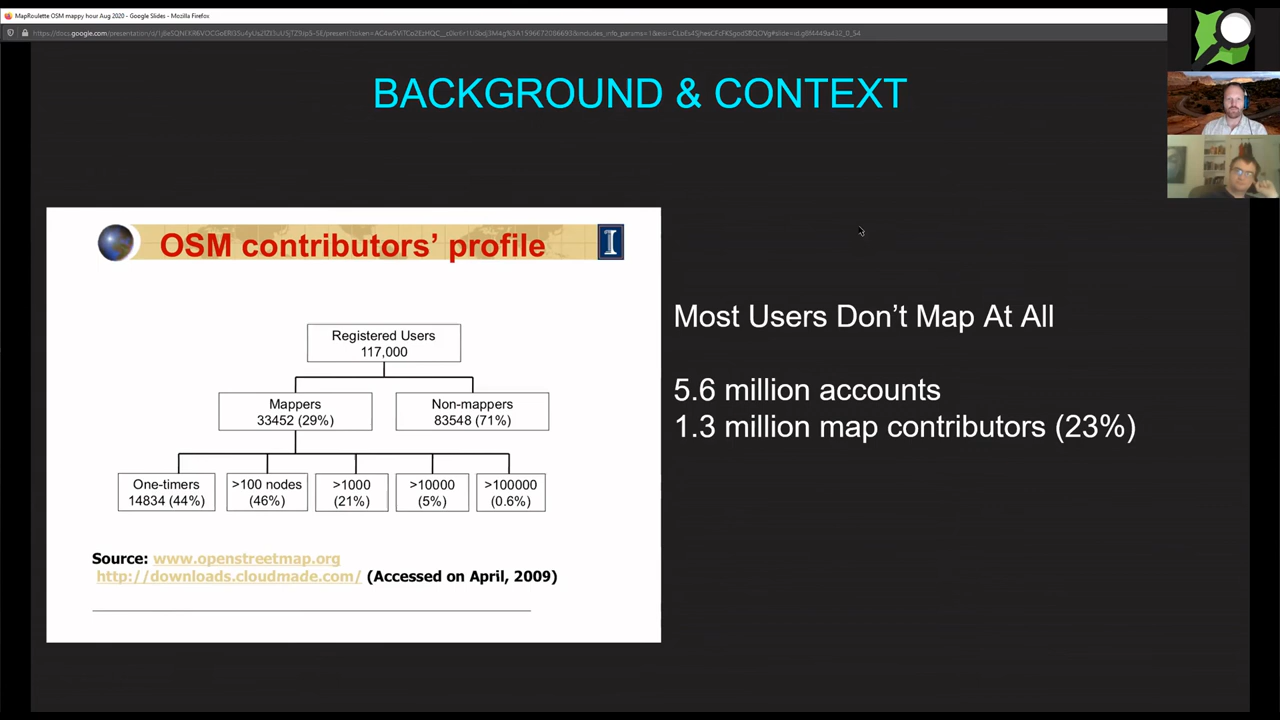 MapRoulette OSM mappy hour Aug 2020 - Google Slides - Mozilla Firefox
BACKGROUND & CONTEXT
OSM contributors’ profile
Registered Users
117,000
Mappers
33452 (29%)
Non-mappers
83548 (71%)
One-timers
14834 (44%)
>100 nodes
(46%)
>1000
(21%)
>10000
(5%)
>100000
(0.6%)
Source: www.openstreetmap.org
http://downloads.cloudmade.com/ (Accessed on April, 2009)
Most Users Don’t Map At All
5.6 million accounts
1.3 million map contributors (23%)